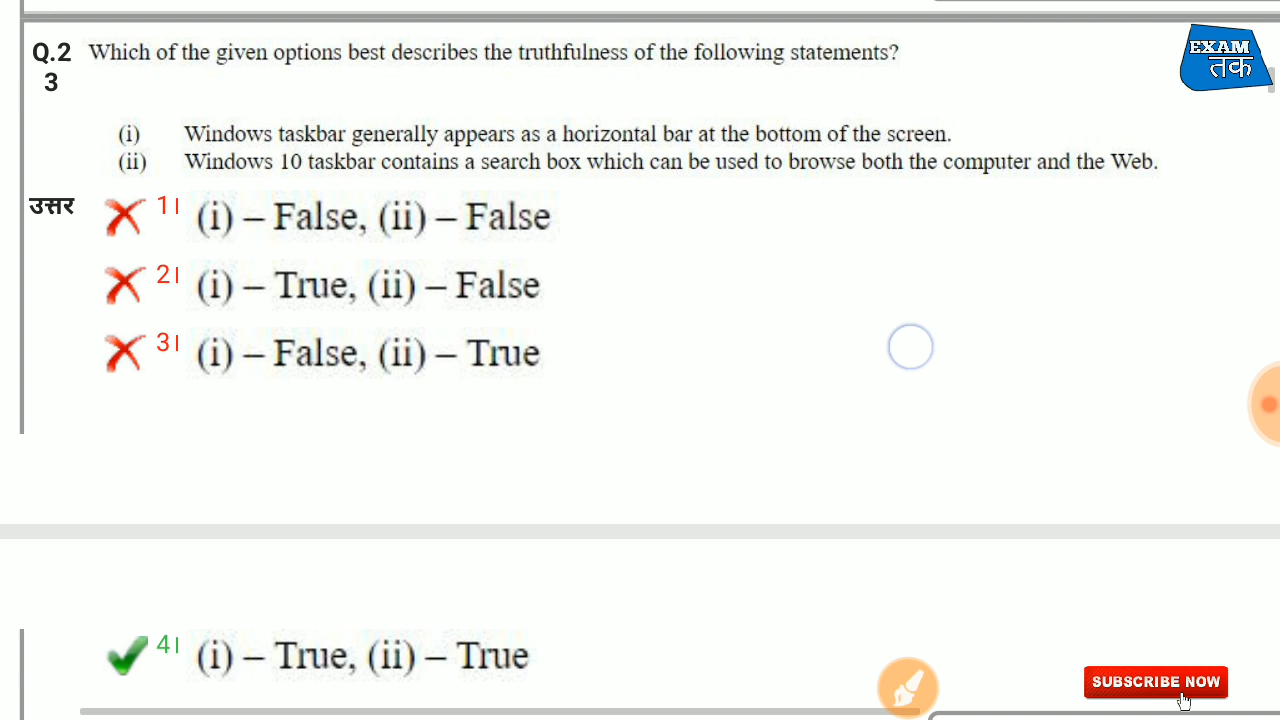 Q.2 Which of the given options best describes the truthfulness of the following statements?
3
EXAM
तक
(i) Windows taskbar generally appears as a horizontal bar at the bottom of the screen.
(ii) Windows 10 taskbar contains a search box which can be used to browse both the computer and the Web.
उत्तर 1। (i) – False, (ii) – False
2। (i) – True, (ii) – False
3। (i) – False, (ii) – True
4। (i) – True, (ii) – True
SUBSCRIBE NOW